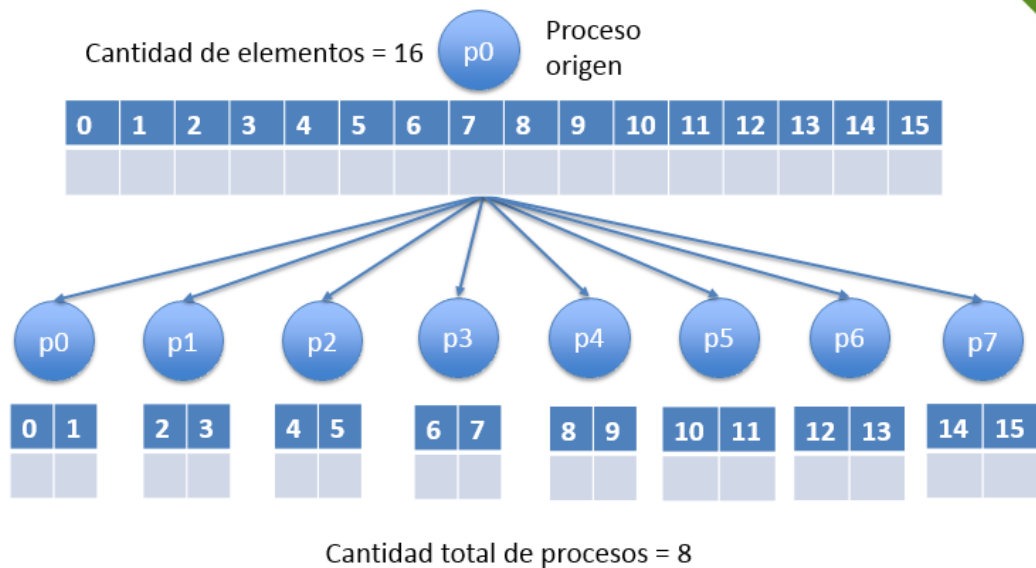 Cantidad de elementos = 16 p0 Proceso
origen
0 1 2 3 4 5 6 7 8 9 10 11 12 13 14 15
p0 p1 p2 p3 p4 p5 p6 p7
0 1 2 3 4 5 6 7 8 9 10 11 12 13 14 15
Cantidad total de procesos = 8